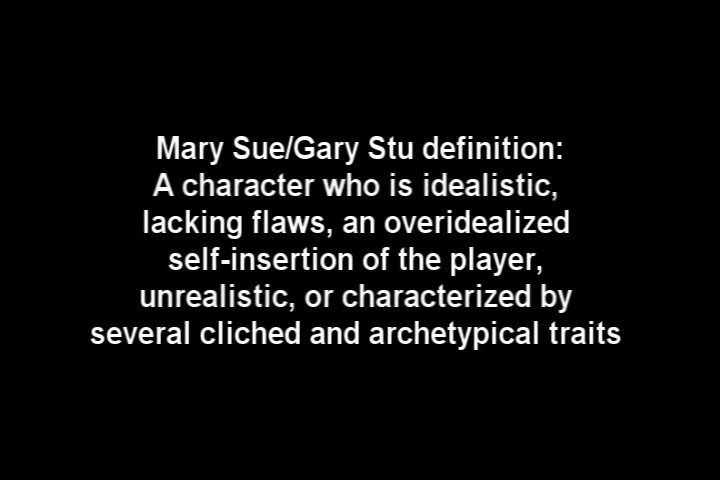 Mary Sue/Gary Stu definition:
A character who is idealistic,
lacking flaws, an overidealized
self-insertion of the player,
unrealistic, or characterized by
several cliched and archetypical traits